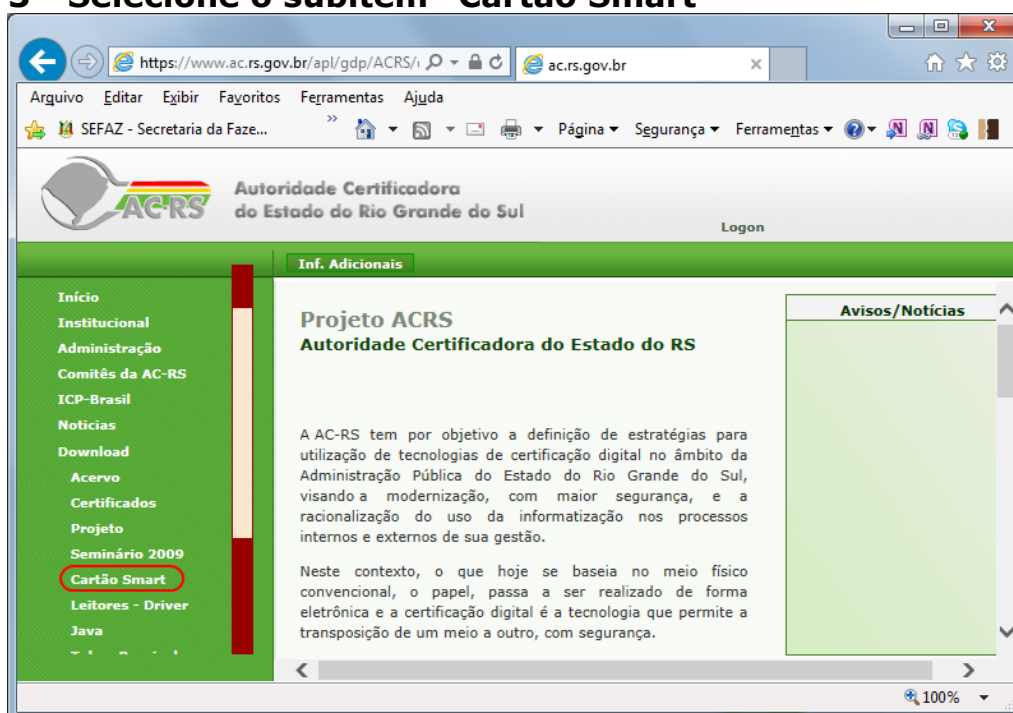 Selecione o subitem "Cartão Smart"
https://www.ac.rs.gov.br/apl/gdp/ACRS/
ac.rs.gov.br
Arquivo Editar Exibir Favoritos Ferramentas Ajuda
SEFAZ - Secretaria da Faze...
Página Segurança Ferramentas
AC-RS
Autoridade Certificadora
do Estado do Rio Grande do Sul
Logon
Inf. Adicionais
Início
Institucional
Administração
Comitês da AC-RS
ICP-Brasil
Noticias
Download
Acervo
Certificados
Projeto
Seminário 2009
Cartão Smart
Leitores - Driver
Java
Projeto ACRS
Autoridade Certificadora do Estado do RS
A AC-RS tem por objetivo a definição de estratégias para
utilização de tecnologias de certificação digital no âmbito da
Administração Pública do Estado do Rio Grande do Sul,
visando a modernização, com maior segurança, e a
racionalização do uso da informatização nos processos
internos e externos de sua gestão.
Neste contexto, o que hoje se baseia no meio físico
convencional, o papel, passa a ser realizado de forma
eletrônica e a certificação digital é a tecnologia que permite a
transposição de um meio a outro, com segurança.
Avisos/Notícias
100%